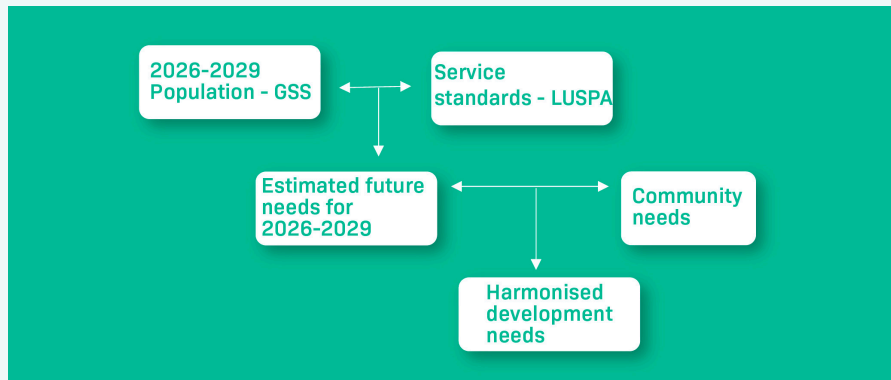 2026-2029
Population - GSS
Service
standards - LUSPA
Estimated future
needs for
2026-2029
Community
needs
Harmonised
development
needs